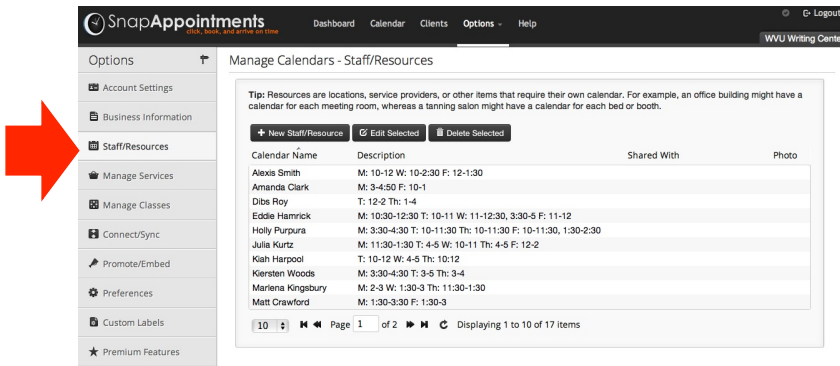 SnapAppointments
click, book, and arrive on time
Dashboard Calendar Clients Options Help
Logout
WVU Writing Cente
Options
Manage Calendars - Staff/Resources
Account Settings
Business Information
Staff/Resources
Manage Services
Manage Classes
Connect/Sync
Promote/Embed
Preferences
Custom Labels
Premium Features
Tip: Resources are locations, service providers, or other items that require their own calendar. For example, an office building might have a
calendar for each meeting room, whereas a tanning salon might have a calendar for each bed or booth.
New Staff/Resource Edit Selected Delete Selected
Calendar Name Description Shared With Photo
Alexis Smith M: 10-12 W: 10-2:30 F: 12-1:30
Amanda Clark M: 3-4:50 F: 10-1
Dibs Roy T: 12-2 Th: 1-4
Eddie Hamrick M: 10:30-12:30 T: 10-11 W: 11-12:30, 3:30-5 F: 11-12
Holly Purpura M: 3:30-4:30 T: 10-11:30 Th: 10-11:30 F: 10-11:30, 1:30-2:30
Julia Kurtz M: 11:30-1:30 T: 4-5 W: 10-11 Th: 4-5 F: 12-2
Kiah Harpool T: 10-12 W: 4-5 Th: 10:12
Kiersten Woods M: 3:30-4:30 T: 3-5 Th: 3-4
Marlena Kingsbury M: 2-3 W: 1:30-3 Th: 11:30-1:30
Matt Crawford M: 1:30-3:30 F: 1:30-3
10 Page 1 of 2 Displaying 1 to 10 of 17 items